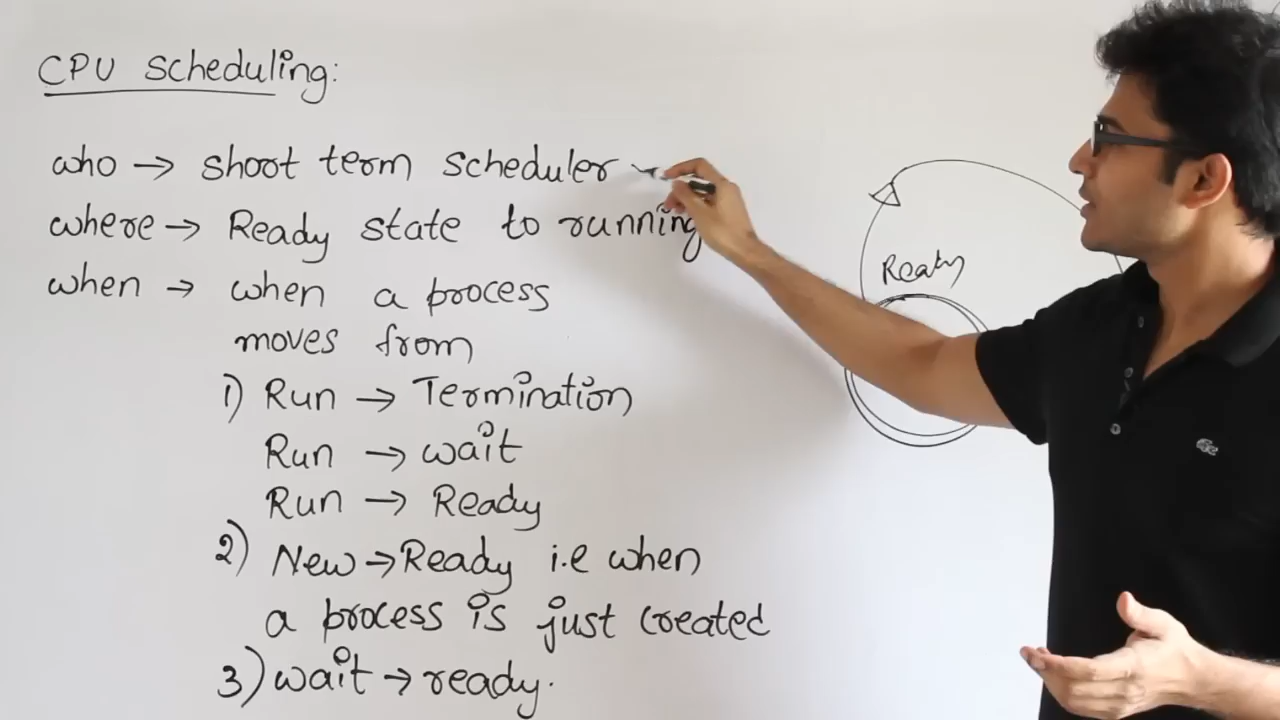 CPU Scheduling:
who → short term scheduler
where → Ready state to running
when → when a process
moves from
1) Run → Termination
Run → wait
Run → Ready
2) New → Ready i.e when
a process is just created
3) wait → ready.
Ready